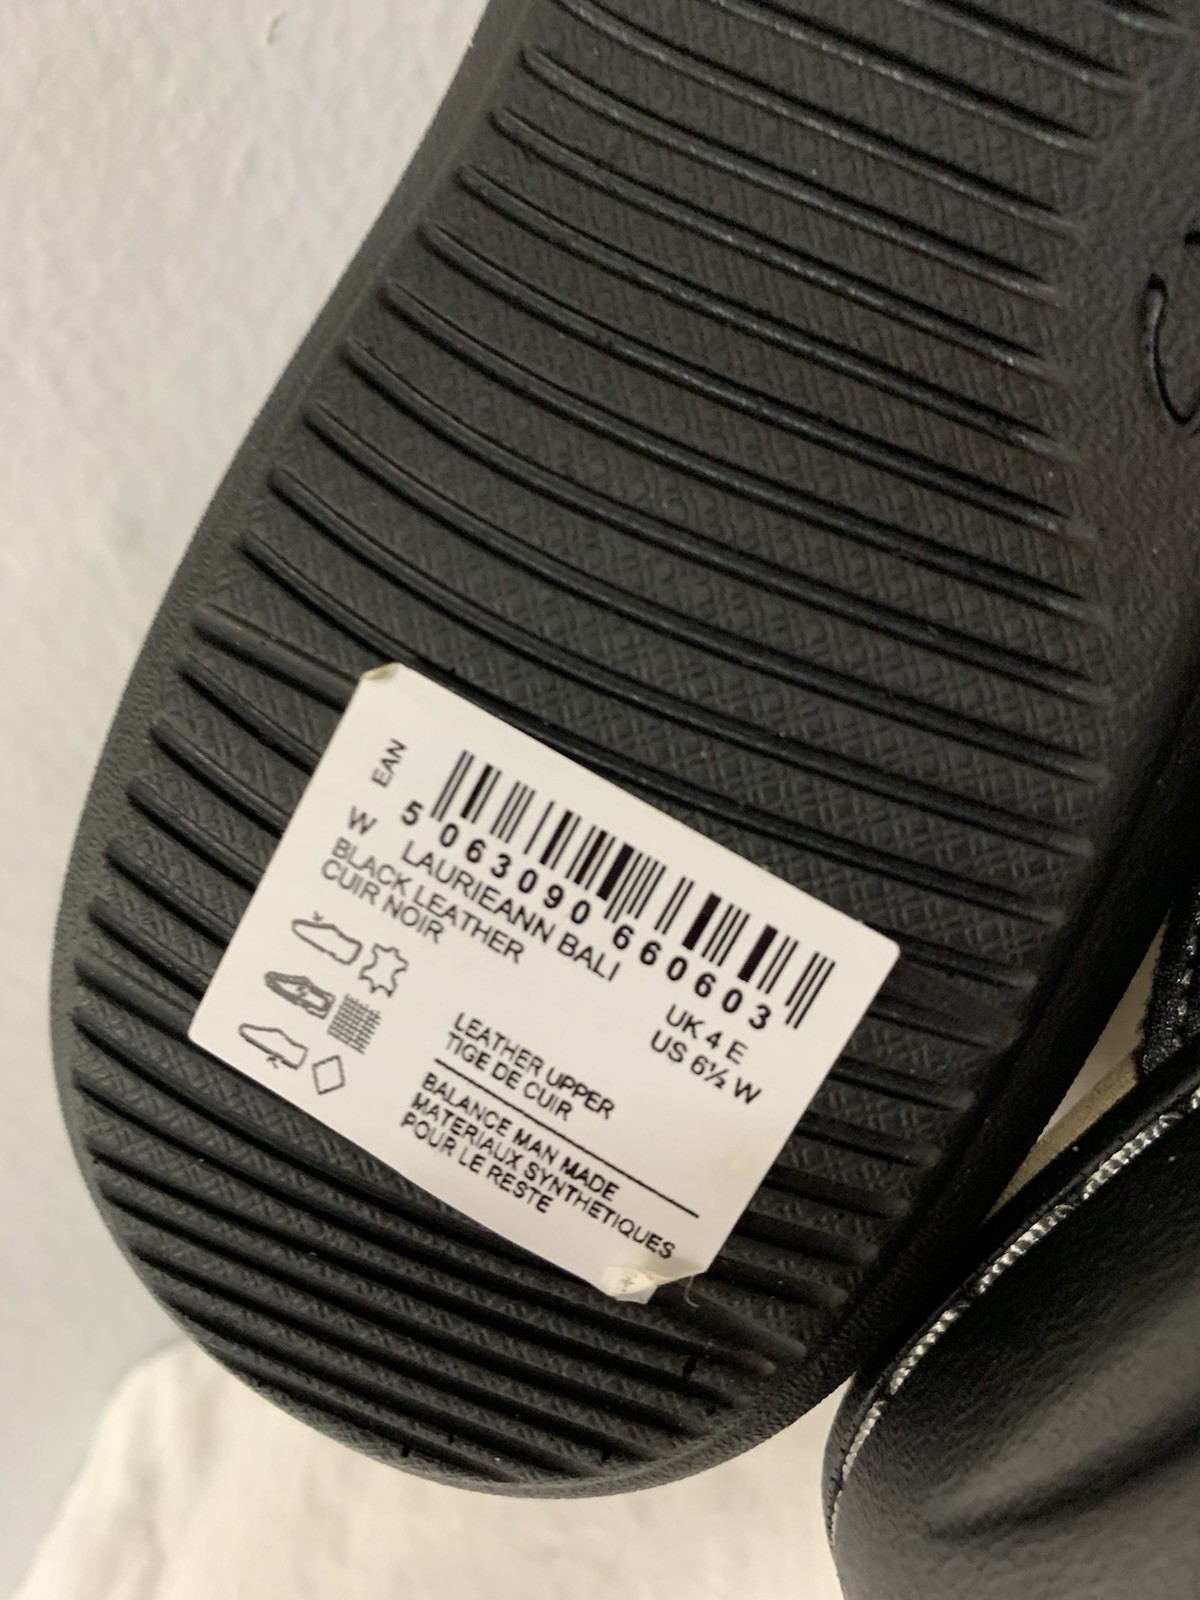 EAN
5 063090 660603
W LAURIEANN BALI
BLACK LEATHER
CUIR NOIR
UK 4 E
US 6½ W
LEATHER UPPER
TIGE DE CUIR
BALANCE MAN MADE
MATERIAUX SYNTHETIQUES
POUR LE RESTE